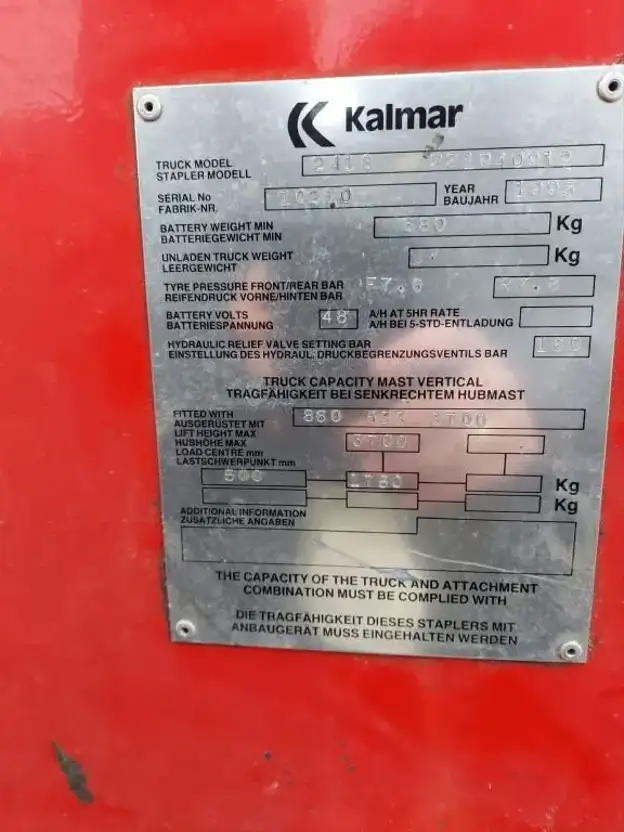 Kalmar
TRUCK MODEL
STAPLER MODELL
SERIAL No
FABRIK-NR.
YEAR
BAUJAHR
BATTERY WEIGHT MIN
BATTERIEGEWICHT MIN
Kg
UNLADEN TRUCK WEIGHT
LEERGEWICHT
Kg
TYRE PRESSURE FRONT/REAR BAR
REIFENDRUCK VORNE/HINTEN BAR
BATTERY VOLTS
BATTERIESPANNUNG
48
A/H AT 5HR RATE
A/H BEI 5-STD-ENTLADUNG
HYDRAULIC RELIEF VALVE SETTING BAR
EINSTELLUNG DES HYDRAUL. DRUCKBEGRENZUNGSVENTILS BAR
TRUCK CAPACITY MAST VERTICAL
TRAGFÄHIGKEIT BEI SENKRECHTEM HUBMAST
FITTED WITH
AUSGERÜSTET MIT
3700
LIFT HEIGHT MAX
HUBHÖHE MAX
3700
LOAD CENTRE mm
LASTSCHWERPUNKT mm
Kg
Kg
ADDITIONAL INFORMATION
ZUSÄTZLICHE ANGABEN
THE CAPACITY OF THE TRUCK AND ATTACHMENT
COMBINATION MUST BE COMPLIED WITH
DIE TRAGFÄHIGKEIT DIESES STAPLERS MIT
ANBAUGERÄT MUSS EINGEHALTEN WERDEN